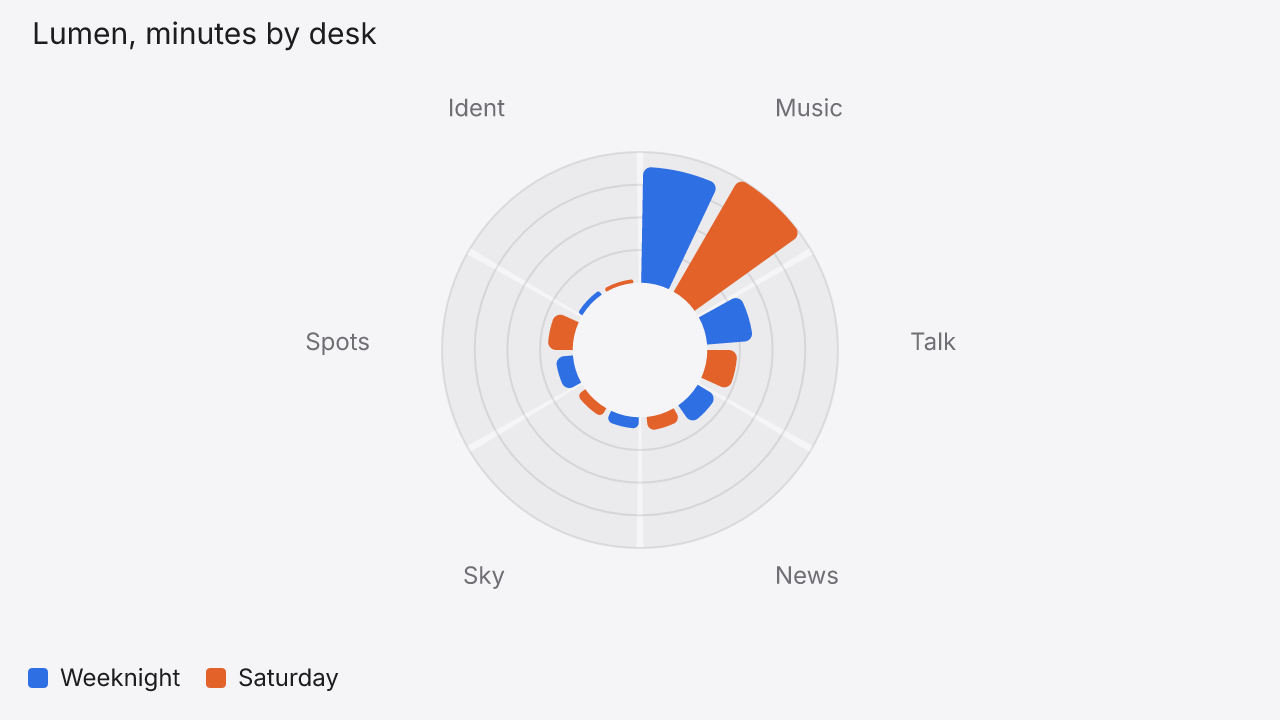 Lumen, minutes by desk
Ident
Music
Spots
Talk
Sky
News
Weeknight
Saturday